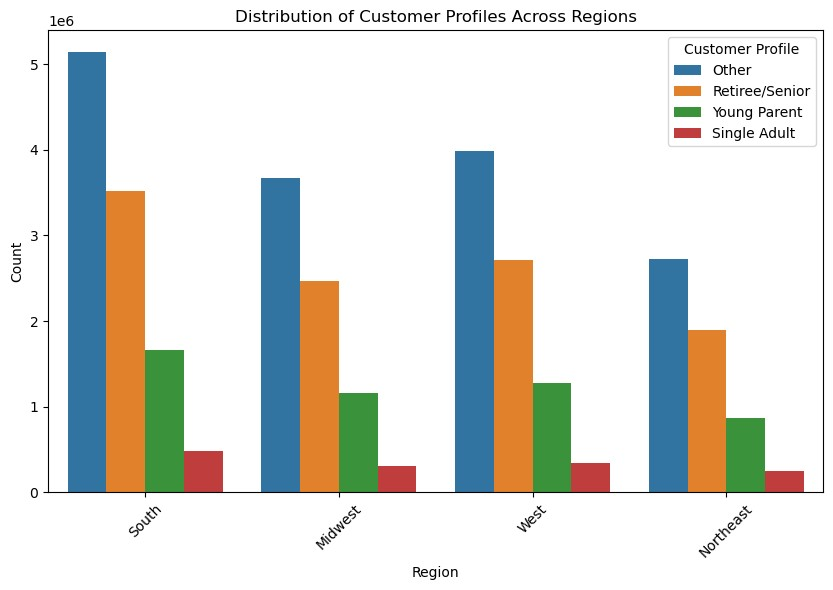 Distribution of Customer Profiles Across Regions
1e6
Customer Profile
Other
Retiree/Senior
Young Parent
Single Adult
5
4
3
2
1
0
Count
South
Midwest
West
Northeast
Region